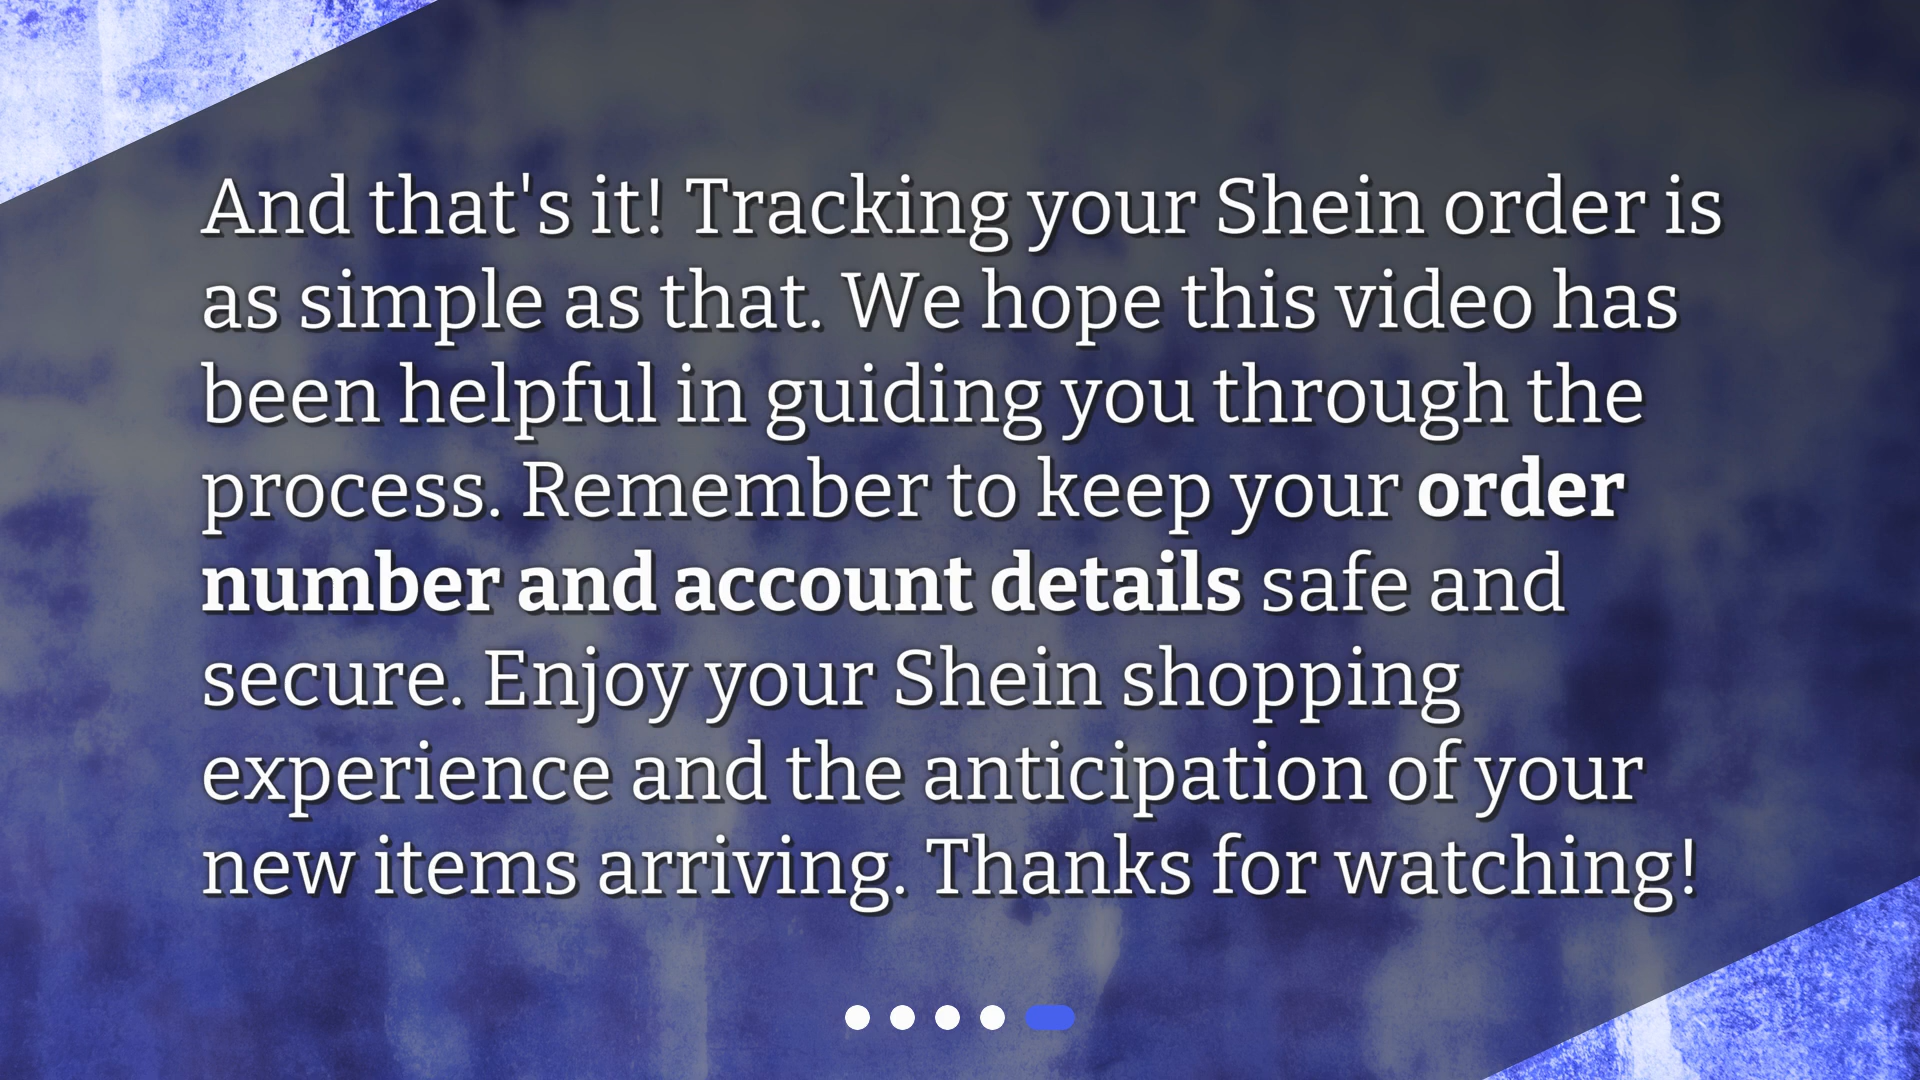 And that's it! Tracking your Shein order is
as simple as that. We hope this video has
been helpful in guiding you through the
process. Remember to keep your order
number and account details safe and
secure. Enjoy your Shein shopping
experience and the anticipation of your
new items arriving. Thanks for watching!